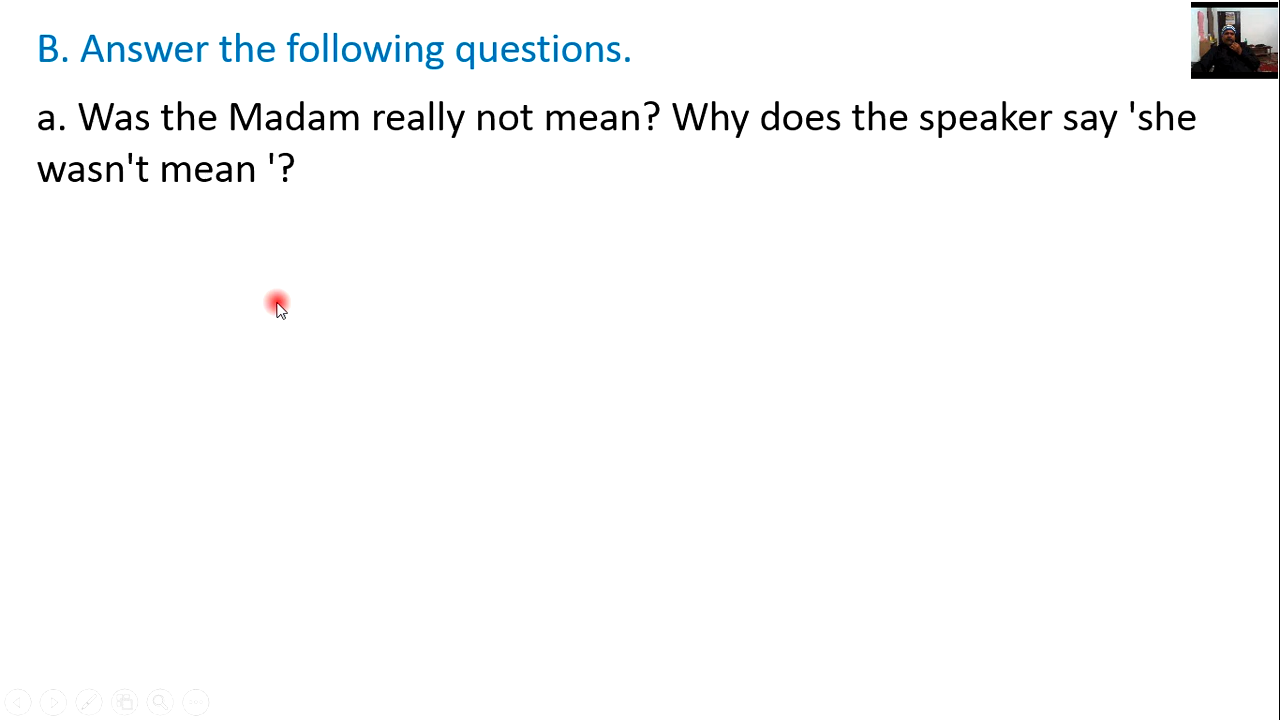 B. Answer the following questions.
a. Was the Madam really not mean? Why does the speaker say 'she
wasn't mean '?